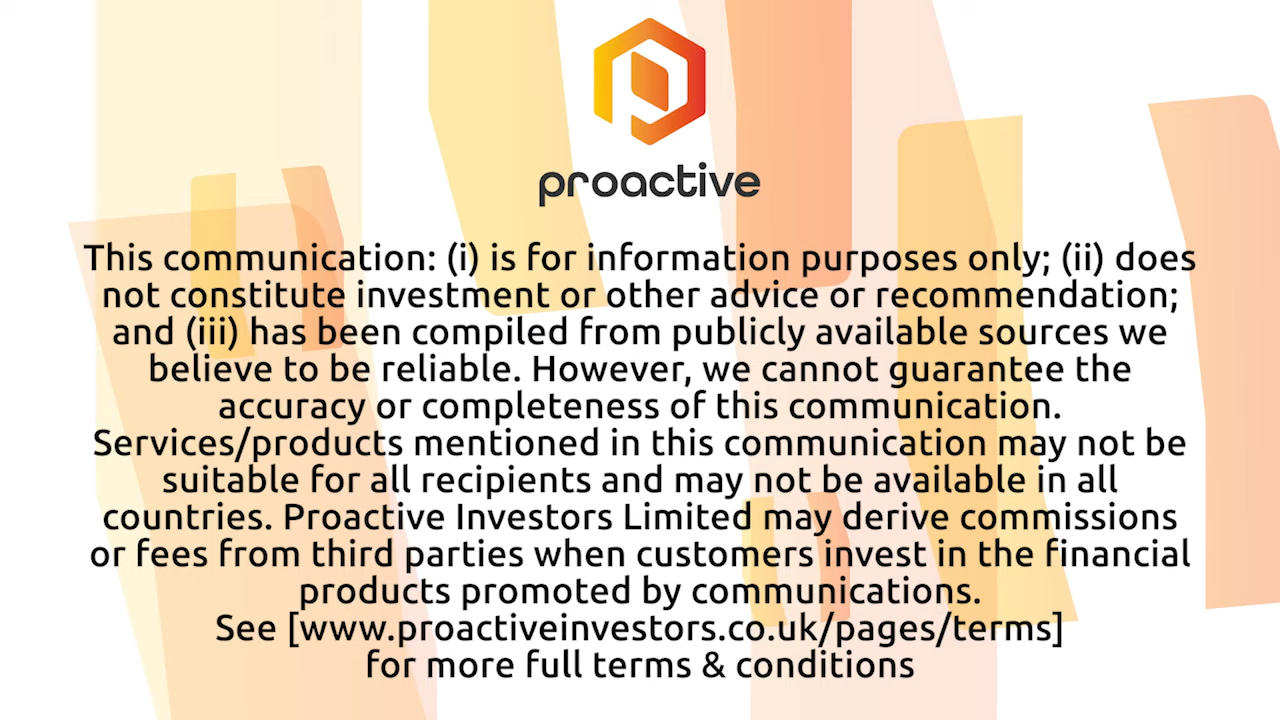 proactive
This communication: (i) is for information purposes only; (ii) does
not constitute investment or other advice or recommendation;
and (iii) has been compiled from publicly available sources we
believe to be reliable. However, we cannot guarantee the
accuracy or completeness of this communication.
Services/products mentioned in this communication may not be
suitable for all recipients and may not be available in all
countries. Proactive Investors Limited may derive commissions
or fees from third parties when customers invest in the financial
products promoted by communications.
See [www.proactiveinvestors.co.uk/pages/terms]
for more full terms & conditions